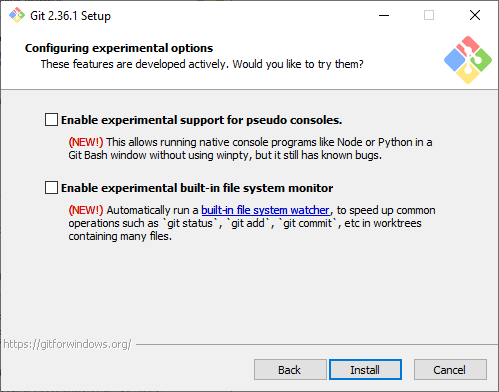 Git 2.36.1 Setup
Configuring experimental options
These features are developed actively. Would you like to try them?
Enable experimental support for pseudo consoles.
(NEW!) This allows running native console programs like Node or Python in a
Git Bash window without using winpty, but it still has known bugs.
Enable experimental built-in file system monitor
(NEW!) Automatically run a built-in file system watcher, to speed up common
operations such as `git status`, `git add`, `git commit`, etc in worktrees
containing many files.
https://gitforwindows.org/
Back
Install
Cancel